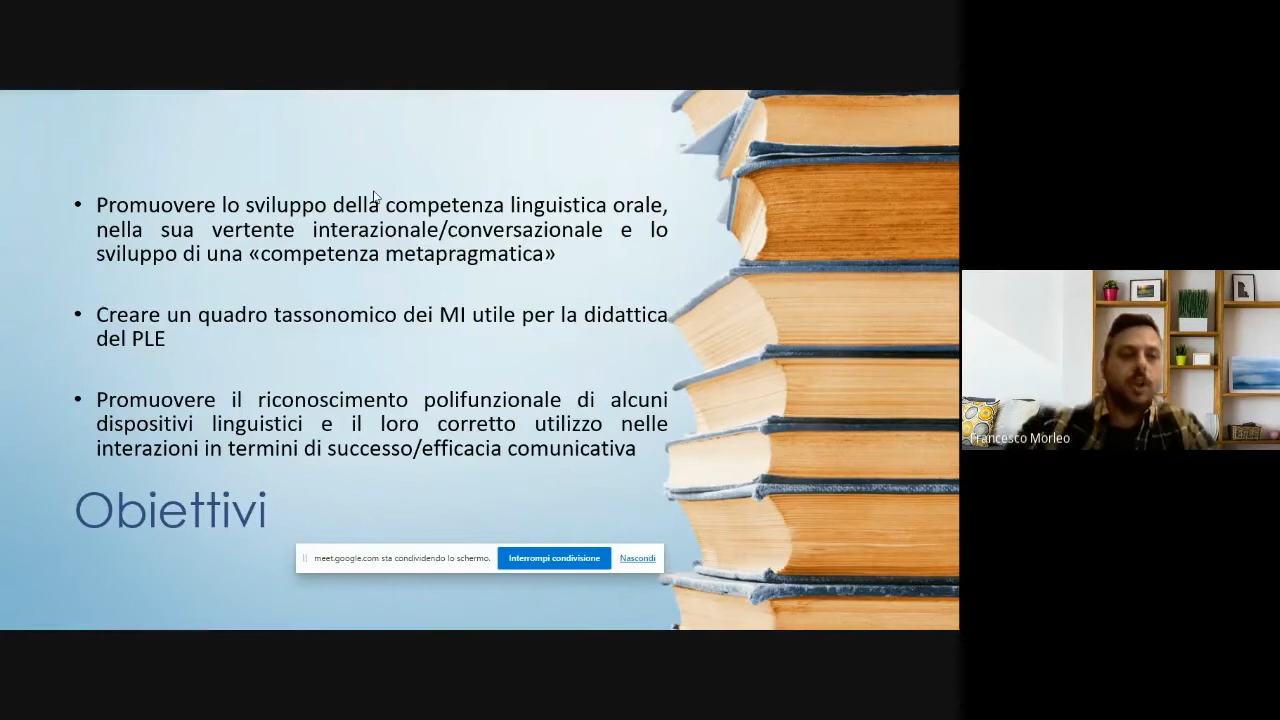 • Promuovere lo sviluppo della competenza linguistica orale,
nella sua vertente interazionale/conversazionale e lo
sviluppo di una «competenza metapragmatica»
• Creare un quadro tassonomico dei MI utile per la didattica
del PLE
• Promuovere il riconoscimento polifunzionale di alcuni
dispositivi linguistici e il loro corretto utilizzo nelle
interazioni in termini di successo/efficacia comunicativa
Obiettivi
meet.google.com sta condividendo lo schermo. Interrompi condivisione Nascondi
Francesco Morleo